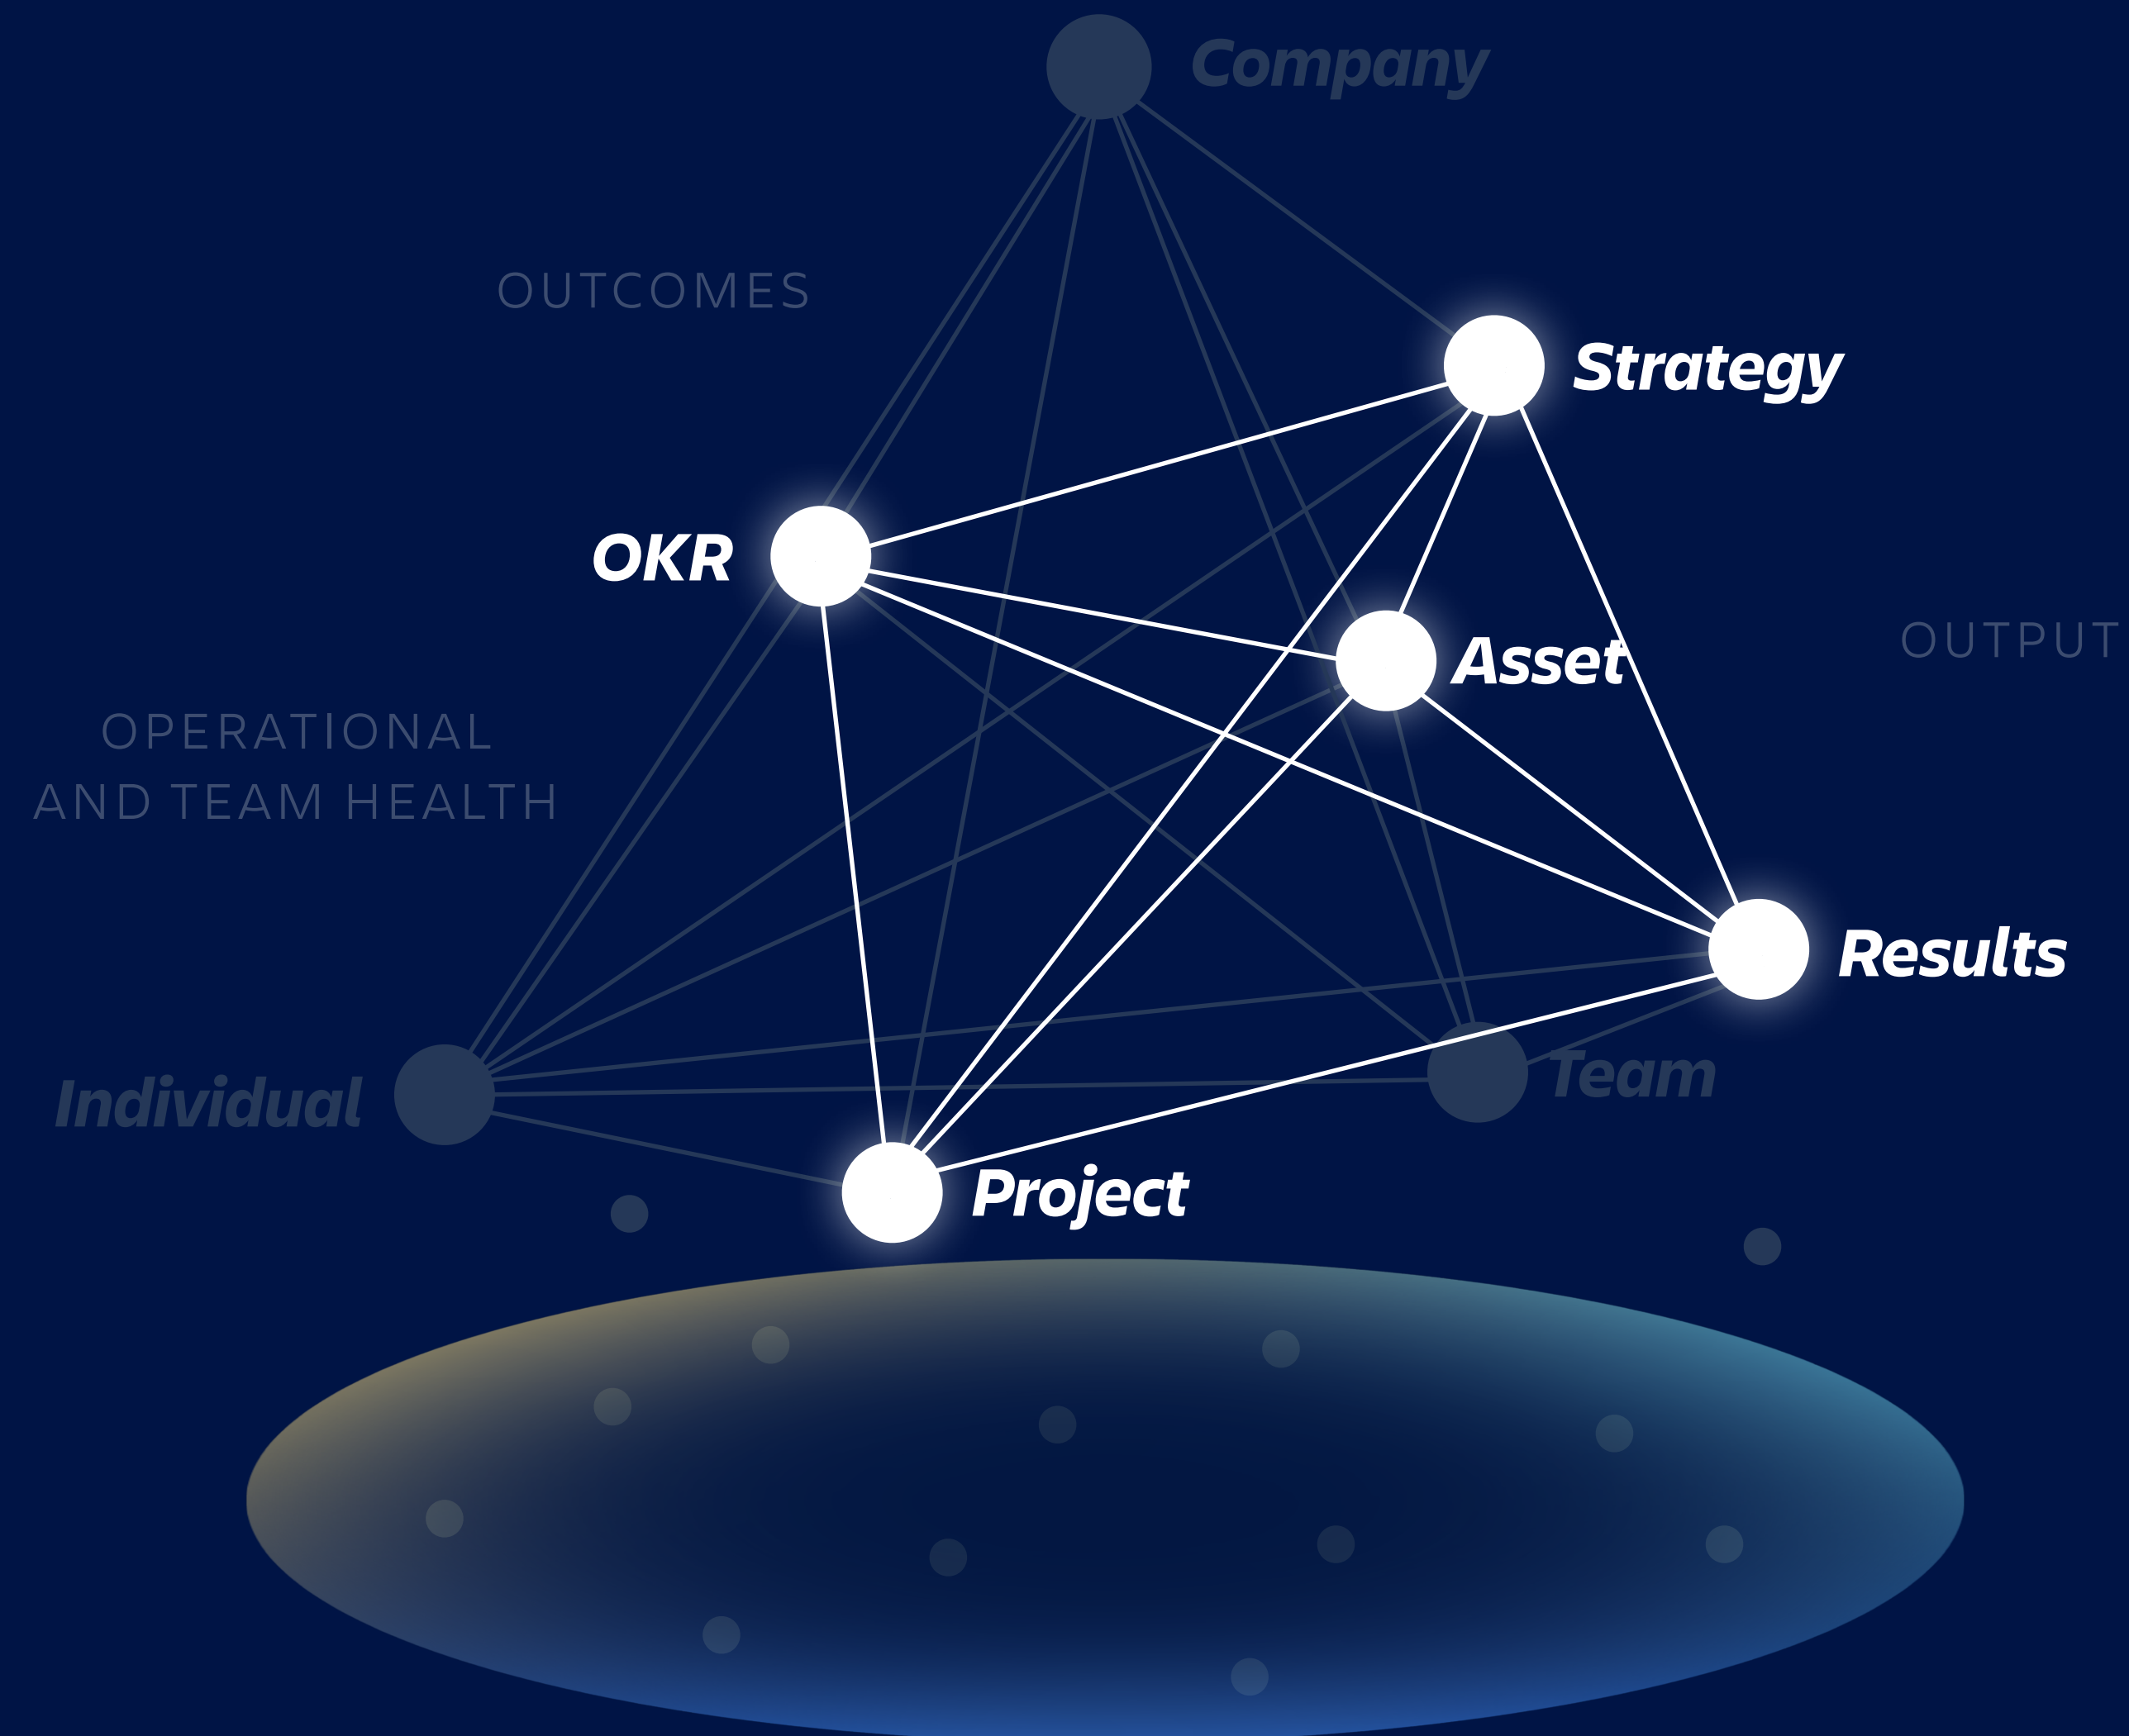 Company
OUTCOMES
Strategy
OKR
Asset
OUTPUT
OPERATIONAL
AND TEAM HEALTH
Results
Individual
Team
Project